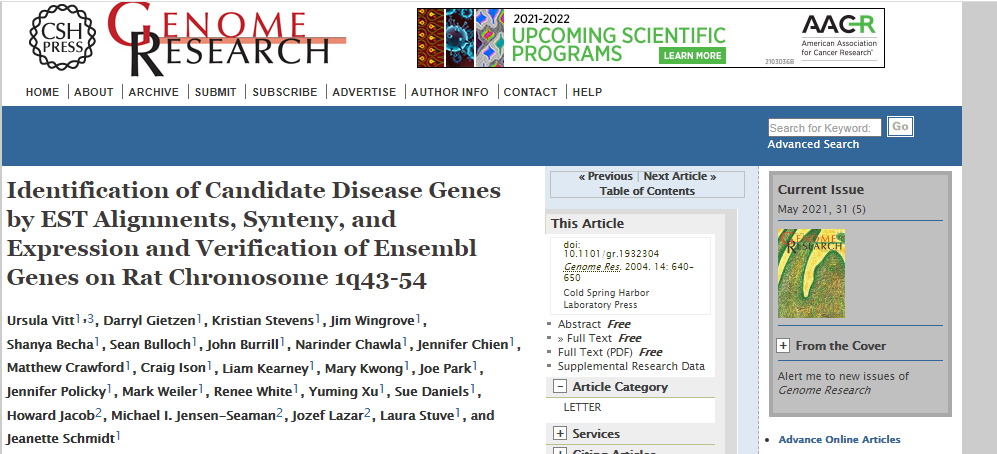 CSH
PRESS
GENOME
RESEARCH
2021-2022
UPCOMING SCIENTIFIC
PROGRAMS
LEARN MORE
AACR
American Association
for Cancer Research®
2103036B
HOME ABOUT ARCHIVE SUBMIT SUBSCRIBE ADVERTISE AUTHOR INFO CONTACT HELP
Search for Keyword: Go
Advanced Search
Identification of Candidate Disease Genes
by EST Alignments, Synteny, and
Expression and Verification of Ensembl
Genes on Rat Chromosome 1q43-54
Ursula Vitt1,3, Darryl Gietzen1, Kristian Stevens1, Jim Wingrove1,
Shanya Becha1, Sean Bulloch1, John Burrill1, Narinder Chawla1, Jennifer Chien1,
Matthew Crawford1, Craig Ison1, Liam Kearney1, Mary Kwong1, Joe Park1,
Jennifer Policky1, Mark Weiler1, Renee White1, Yuming Xu1, Sue Daniels1,
Howard Jacob2, Michael I. Jensen-Seaman2, Jozef Lazar2, Laura Stuve1, and
Jeanette Schmidt1
« Previous | Next Article »
Table of Contents
This Article
doi:
10.1101/gr.1932304
Genome Res. 2004. 14: 640-
650
Cold Spring Harbor
Laboratory Press
Abstract Free
» Full Text Free
Full Text (PDF) Free
Supplemental Research Data
Article Category
LETTER
Services
Citing Articles
Current Issue
May 2021, 31 (5)
GENOME
RESEARCH
From the Cover
Alert me to new issues of
Genome Research
Advance Online Articles